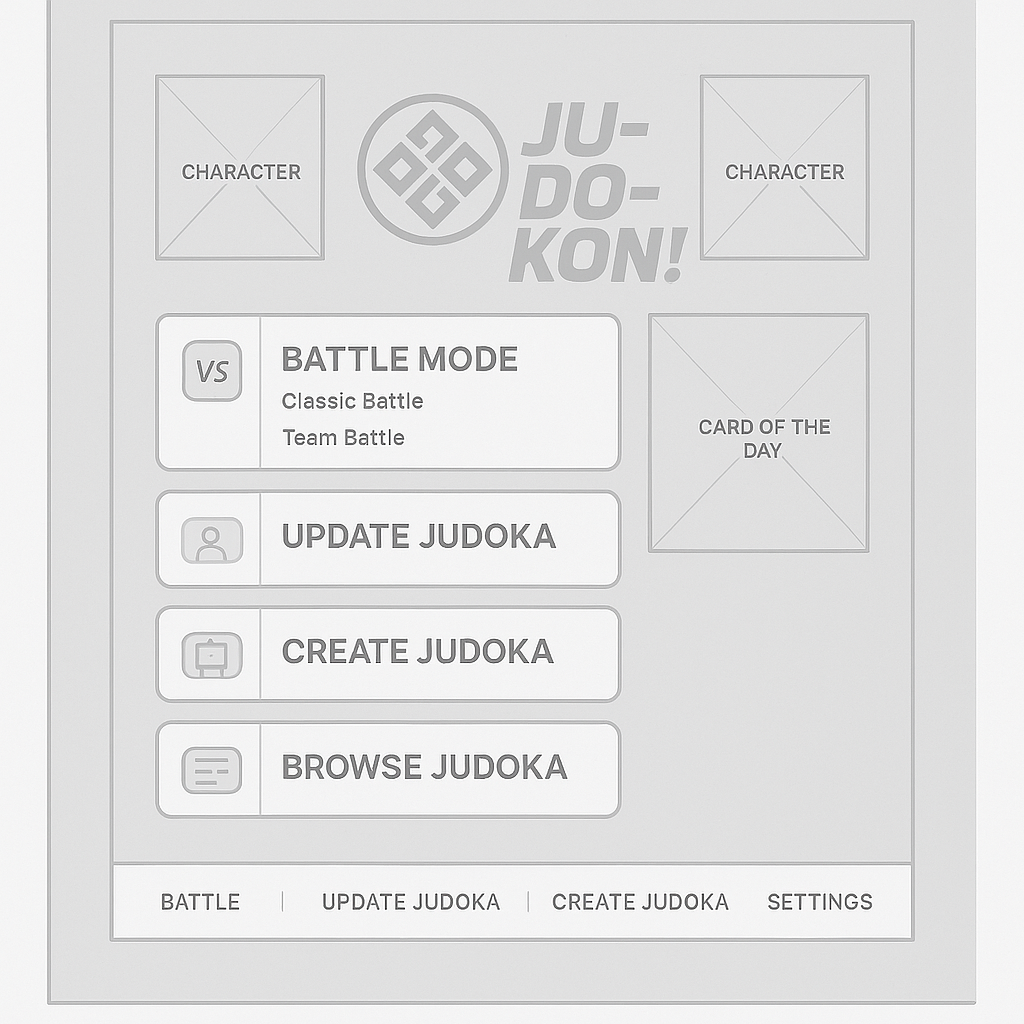 CHARACTER
JU-
DO-
KON!
CHARACTER
VS
BATTLE MODE
Classic Battle
Team Battle
CARD OF THE
DAY
UPDATE JUDOKA
CREATE JUDOKA
BROWSE JUDOKA
BATTLE | UPDATE JUDOKA | CREATE JUDOKA SETTINGS